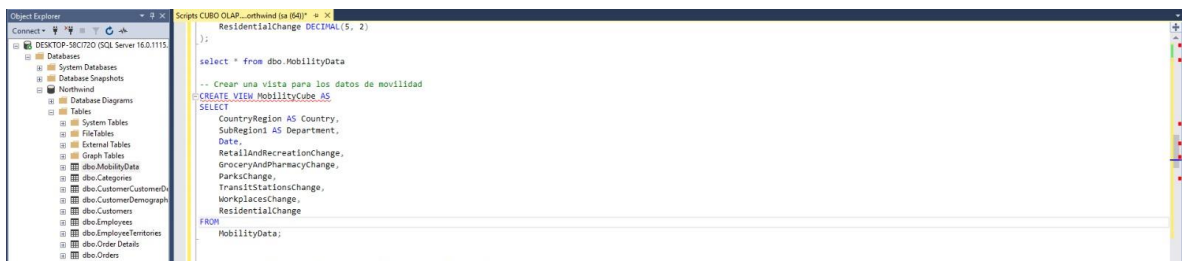 Object Explorer
Connect
DESKTOP-58CI72O (SQL Server 16.0.1115.
Databases
System Databases
Database Snapshots
Northwind
Database Diagrams
Tables
System Tables
FileTables
External Tables
Graph Tables
dbo.MobilityData
dbo.Categories
dbo.CustomerCustomerDe
dbo.CustomerDemograph
dbo.Customers
dbo.Employees
dbo.EmployeeTerritories
dbo.Order Details
dbo.Orders
Scripts CUBO OLAP....orthwind (sa (64))*
ResidentialChange DECIMAL(5, 2)
);
select * from dbo.MobilityData
-- Crear una vista para los datos de movilidad
CREATE VIEW MobilityCube AS
SELECT
CountryRegion AS Country,
SubRegion1 AS Department,
Date,
RetailAndRecreationChange,
GroceryAndPharmacyChange,
ParksChange,
TransitStationsChange,
WorkplacesChange,
ResidentialChange
FROM
MobilityData;